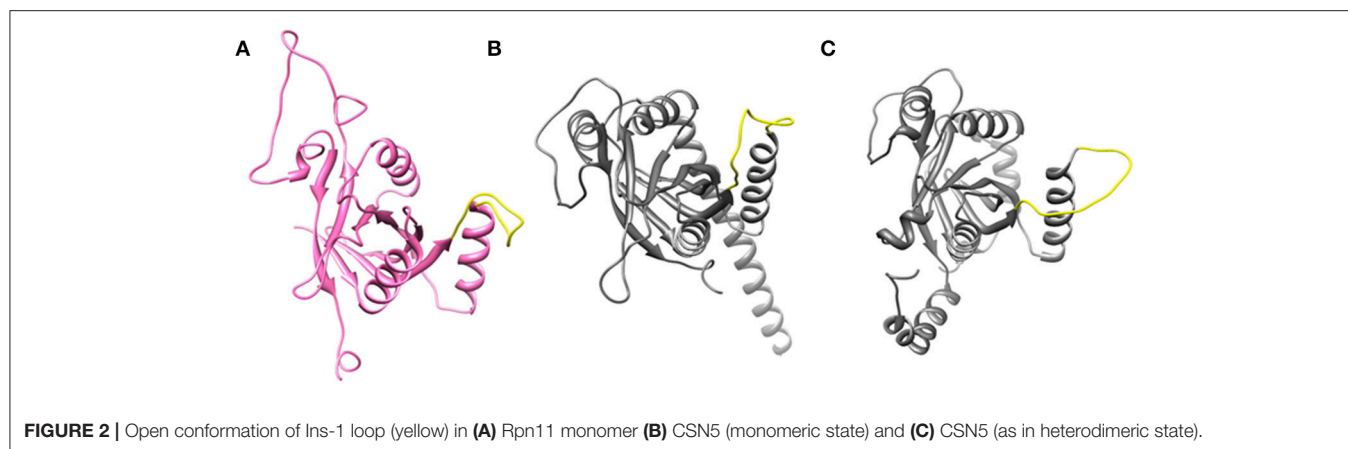 A
B
C
FIGURE 2 | Open conformation of Ins-1 loop (yellow) in (A) Rpn11 monomer (B) CSN5 (monomeric state) and (C) CSN5 (as in heterodimeric state).